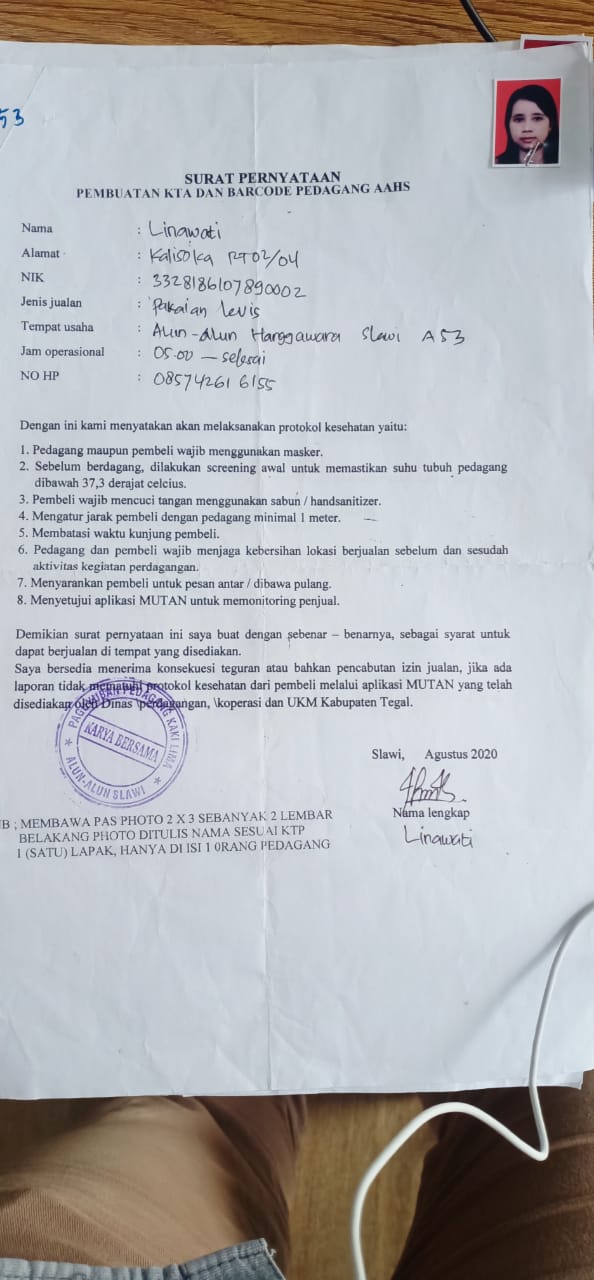 53
SURAT PERNYATAAN
PEMBUATAN KTA DAN BARCODE PEDAGANG AAHS
Nama : Linawati
Alamat : Kalisoka RT02/04
NIK : 3328186107890002
Jenis jualan : Pakaian levis
Tempat usaha : Alun-Alun Hanggawana Slawi A53
Jam operasional : 05.00 – selesai
NO HP : 085742616155
Dengan ini kami menyatakan akan melaksanakan protokol kesehatan yaitu:
1. Pedagang maupun pembeli wajib menggunakan masker.
2. Sebelum berdagang, dilakukan screening awal untuk memastikan suhu tubuh pedagang
dibawah 37,3 derajat celcius.
3. Pembeli wajib mencuci tangan menggunakan sabun / handsanitizer.
4. Mengatur jarak pembeli dengan pedagang minimal 1 meter.
5. Membatasi waktu kunjung pembeli.
6. Pedagang dan pembeli wajib menjaga kebersihan lokasi berjualan sebelum dan sesudah
aktivitas kegiatan perdagangan.
7. Menyarankan pembeli untuk pesan antar / dibawa pulang.
8. Menyetujui aplikasi MUTAN untuk memonitoring penjual.
Demikian surat pernyataan ini saya buat dengan sebenar – benarnya, sebagai syarat untuk
dapat berjualan di tempat yang disediakan.
Saya bersedia menerima konsekuesi teguran atau bahkan pencabutan izin jualan, jika ada
laporan tidak mematuhi protokol kesehatan dari pembeli melalui aplikasi MUTAN yang telah
disediakan oleh Dinas \perdagangan, \koperasi dan UKM Kabupaten Tegal.
PAGUYUBAN PEDAGANG KAKI LIMA
KARYA BERSAMA
ALUN-ALUN SLAWI
Slawi, Agustus 2020
Nama lengkap
Linawati
B ; MEMBAWA PAS PHOTO 2 X 3 SEBANYAK 2 LEMBAR
BELAKANG PHOTO DITULIS NAMA SESUAI KTP
1 (SATU) LAPAK, HANYA DI ISI 1 0RANG PEDAGANG